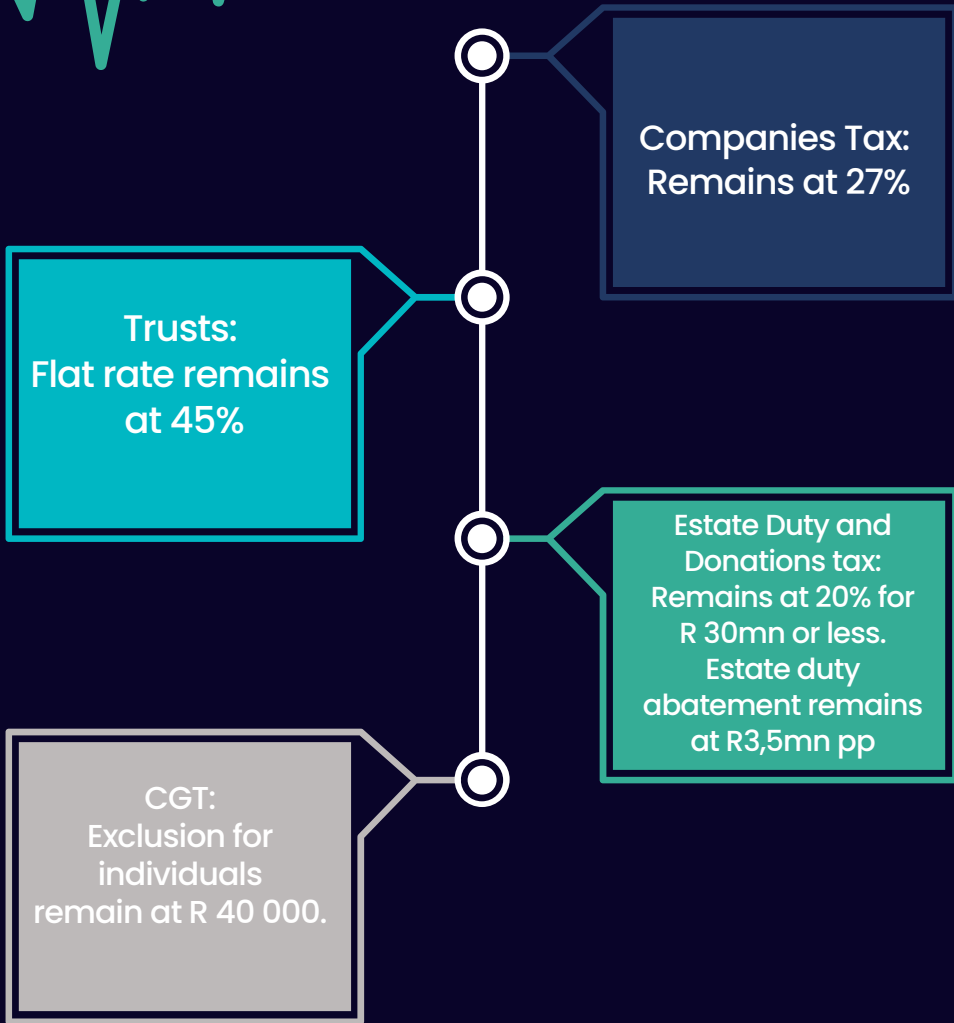 Companies Tax:
Remains at 27%
Trusts:
Flat rate remains
at 45%
Estate Duty and
Donations tax:
Remains at 20% for
R 30mn or less.
Estate duty
abatement remains
at R3,5mn pp
CGT:
Exclusion for
individuals
remain at R 40 000.